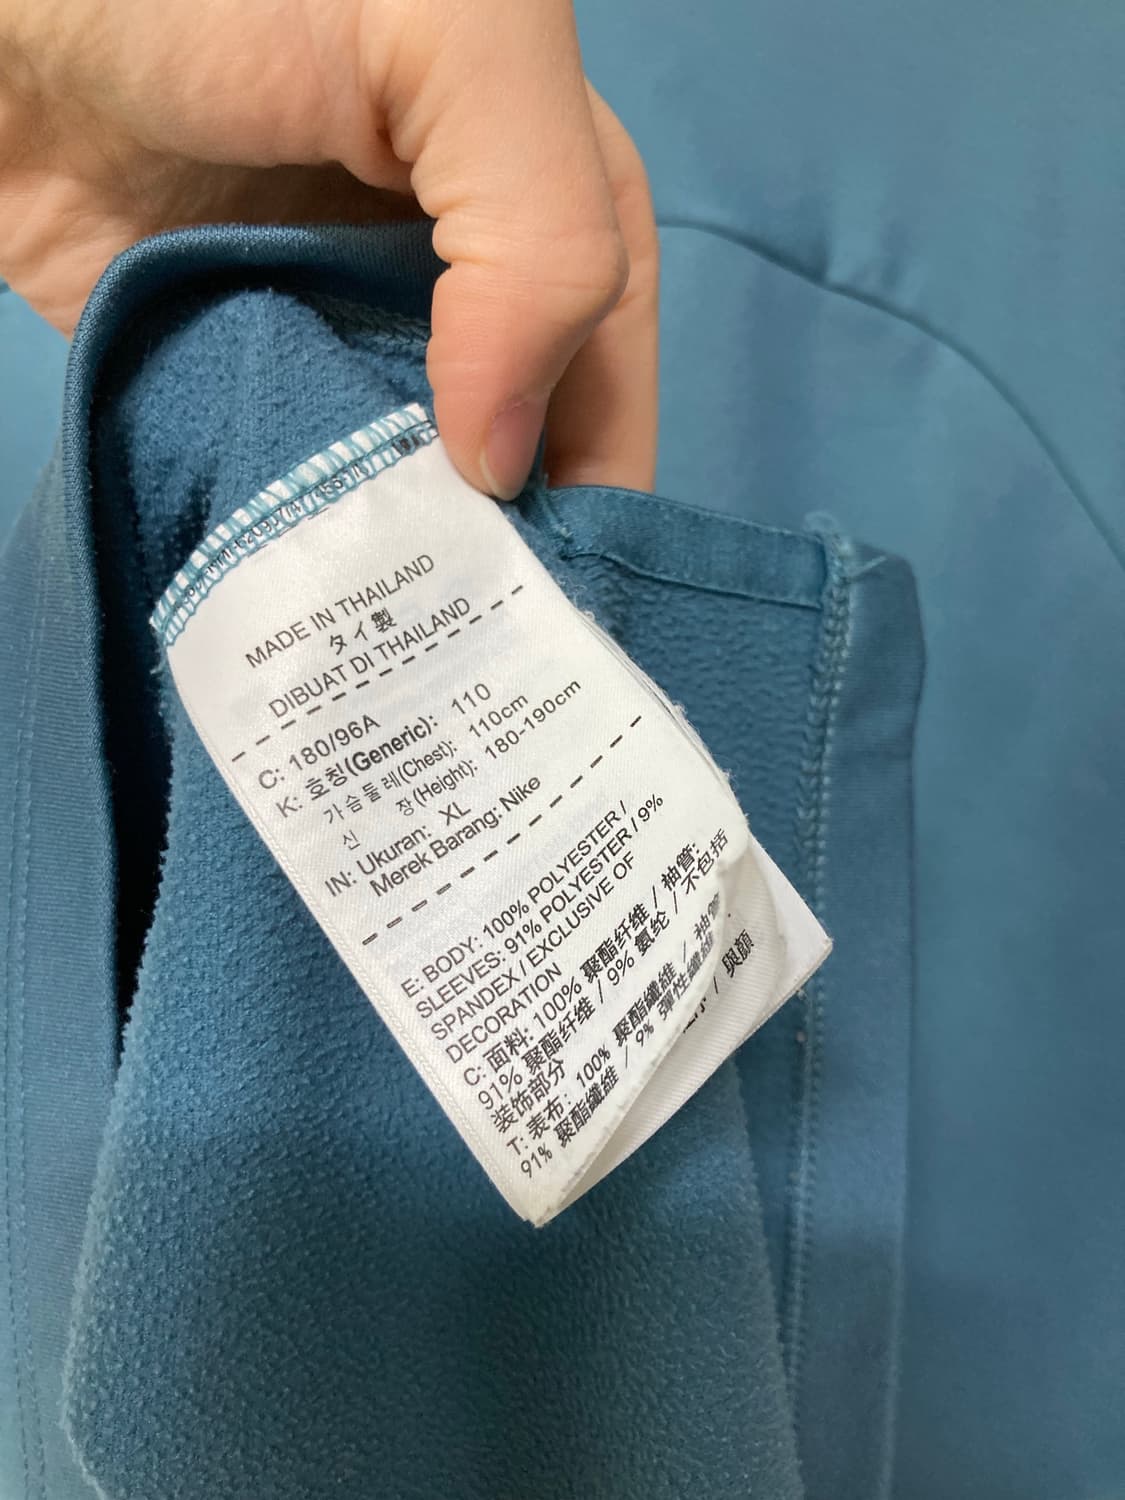 MADE IN THAILAND
タイ製
DIBUAT DI THAILAND
C: 180/96A
K: 호칭(Generic): 110
가슴둘레(Chest): 110cm
신 장(Height): 180-190cm
IN: Ukuran: XL
Merek Barang: Nike
E: BODY: 100% POLYESTER /
SLEEVES: 91% POLYESTER / 9%
SPANDEX / EXCLUSIVE OF
DECORATION
C: 面料: 100% 聚酯纤维 / 袖管:
91% 聚酯纤维 / 9% 氨纶 / 不包括
装饰部分
T: 表布: 100% 聚酯纖維 / 袖管
91% 聚酯纖維 / 9% 彈性纖維
/ 與顏